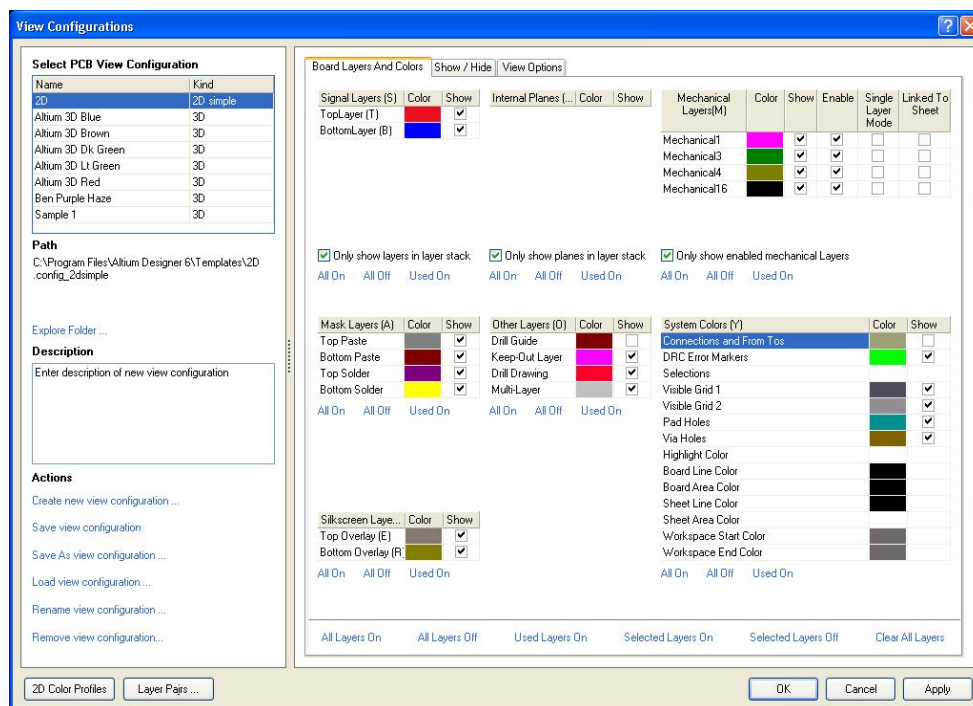 View Configurations
Select PCB View Configuration
Name Kind
2D 2D simple
Altium 3D Blue 3D
Altium 3D Brown 3D
Altium 3D Dk Green 3D
Altium 3D Lt Green 3D
Altium 3D Red 3D
Ben Purple Haze 3D
Sample 1 3D
Path
C:\Program Files\Altium Designer 6\Templates\2D
.config_2dsimple
Explore Folder ...
Description
Enter description of new view configuration
Actions
Create new view configuration ...
Save view configuration
Save As view configuration ...
Load view configuration ...
Rename view configuration ...
Remove view configuration...
Board Layers And Colors Show / Hide View Options
Signal Layers (S) Color Show
TopLayer (T)
BottomLayer (B)
Only show layers in layer stack
All On All Off Used On
Internal Planes (... Color Show
Only show planes in layer stack
All On All Off Used On
Mechanical Layers(M) Color Show Enable Single Layer Mode Linked To Sheet
Mechanical1
Mechanical3
Mechanical4
Mechanical16
Only show enabled mechanical Layers
All On All Off Used On
Mask Layers (A) Color Show
Top Paste
Bottom Paste
Top Solder
Bottom Solder
All On All Off Used On
Other Layers (O) Color Show
Drill Guide
Keep-Out Layer
Drill Drawing
Multi-Layer
All On All Off Used On
System Colors (Y) Color Show
Connections and From Tos
DRC Error Markers
Selections
Visible Grid 1
Visible Grid 2
Pad Holes
Via Holes
Highlight Color
Board Line Color
Board Area Color
Sheet Line Color
Sheet Area Color
Workspace Start Color
Workspace End Color
All On All Off Used On
Silkscreen Laye... Color Show
Top Overlay (E)
Bottom Overlay (R
All On All Off Used On
All Layers On All Layers Off Used Layers On Selected Layers On Selected Layers Off Clear All Layers
2D Color Profiles Layer Pairs ... OK Cancel Apply